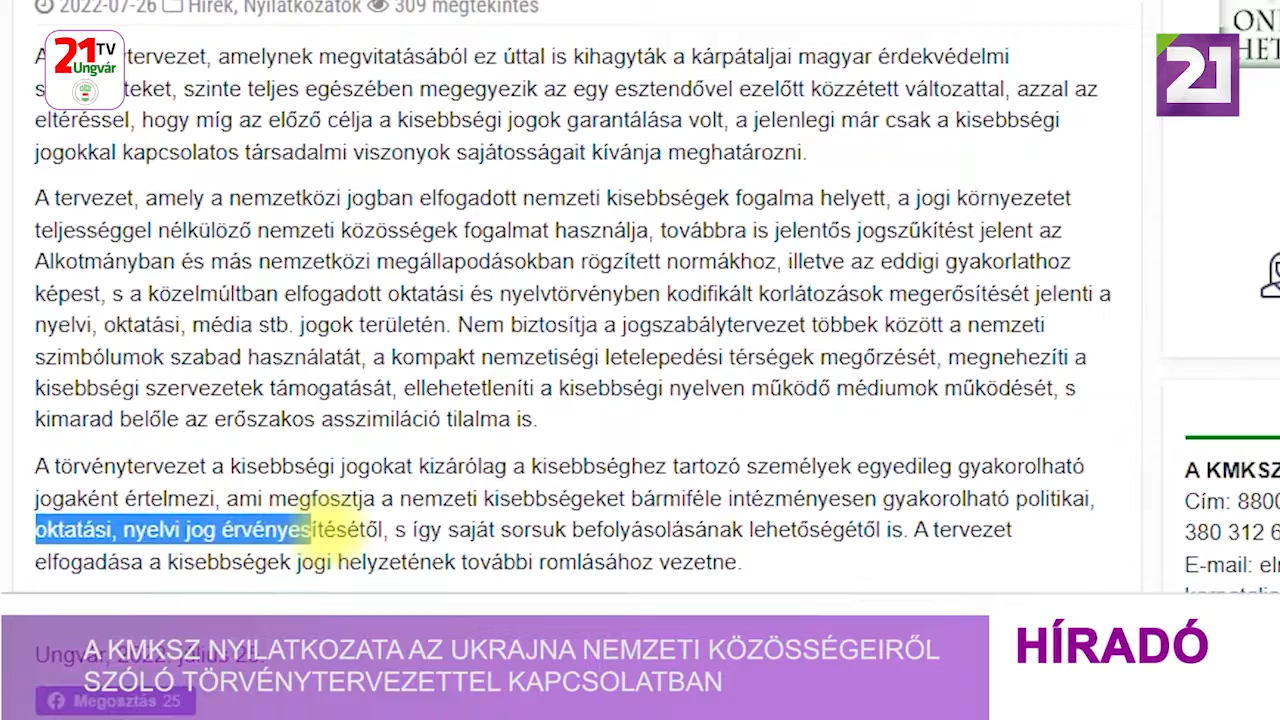 2022-07-26 Hírek, Nyilatkozatok 309 megtekintés
21 TV Ungvár
A tervezet, amelynek megvitatásából ez úttal is kihagyták a kárpátaljai magyar érdekvédelmi
s teket, szinte teljes egészében megegyezik az egy esztendővel ezelőtt közzétett változattal, azzal az
eltéréssel, hogy míg az előző célja a kisebbségi jogok garantálása volt, a jelenlegi már csak a kisebbségi
jogokkal kapcsolatos társadalmi viszonyok sajátosságait kívánja meghatározni.
A tervezet, amely a nemzetközi jogban elfogadott nemzeti kisebbségek fogalma helyett, a jogi környezetet
teljességgel nélkülöző nemzeti közösségek fogalmat használja, továbbra is jelentős jogszűkítést jelent az
Alkotmányban és más nemzetközi megállapodásokban rögzített normákhoz, illetve az eddigi gyakorlathoz
képest, s a közelmúltban elfogadott oktatási és nyelvtörvényben kodifikált korlátozások megerősítését jelenti a
nyelvi, oktatási, média stb. jogok területén. Nem biztosítja a jogszabálytervezet többek között a nemzeti
szimbólumok szabad használatát, a kompakt nemzetiségi letelepedési térségek megőrzését, megnehezíti a
kisebbségi szervezetek támogatását, ellehetetleníti a kisebbségi nyelven működő médiumok működését, s
kimarad belőle az erőszakos asszimiláció tilalma is.
A törvénytervezet a kisebbségi jogokat kizárólag a kisebbséghez tartozó személyek egyedileg gyakorolható
jogaként értelmezi, ami megfosztja a nemzeti kisebbségeket bármiféle intézményesen gyakorolható politikai,
oktatási, nyelvi jog érvényesítésétől, s így saját sorsuk befolyásolásának lehetőségétől is. A tervezet
elfogadása a kisebbségek jogi helyzetének további romlásához vezetne.
21
A KMKSZ
Cím: 8800
380 312 6
E-mail: el
Ungvár, 2022. július
Megosztás 25
A KMKSZ NYILATKOZATA AZ UKRAJNA NEMZETI KÖZÖSSÉGEIRŐL
SZÓLÓ TÖRVÉNYTERVEZETTEL KAPCSOLATBAN
HÍRADÓ